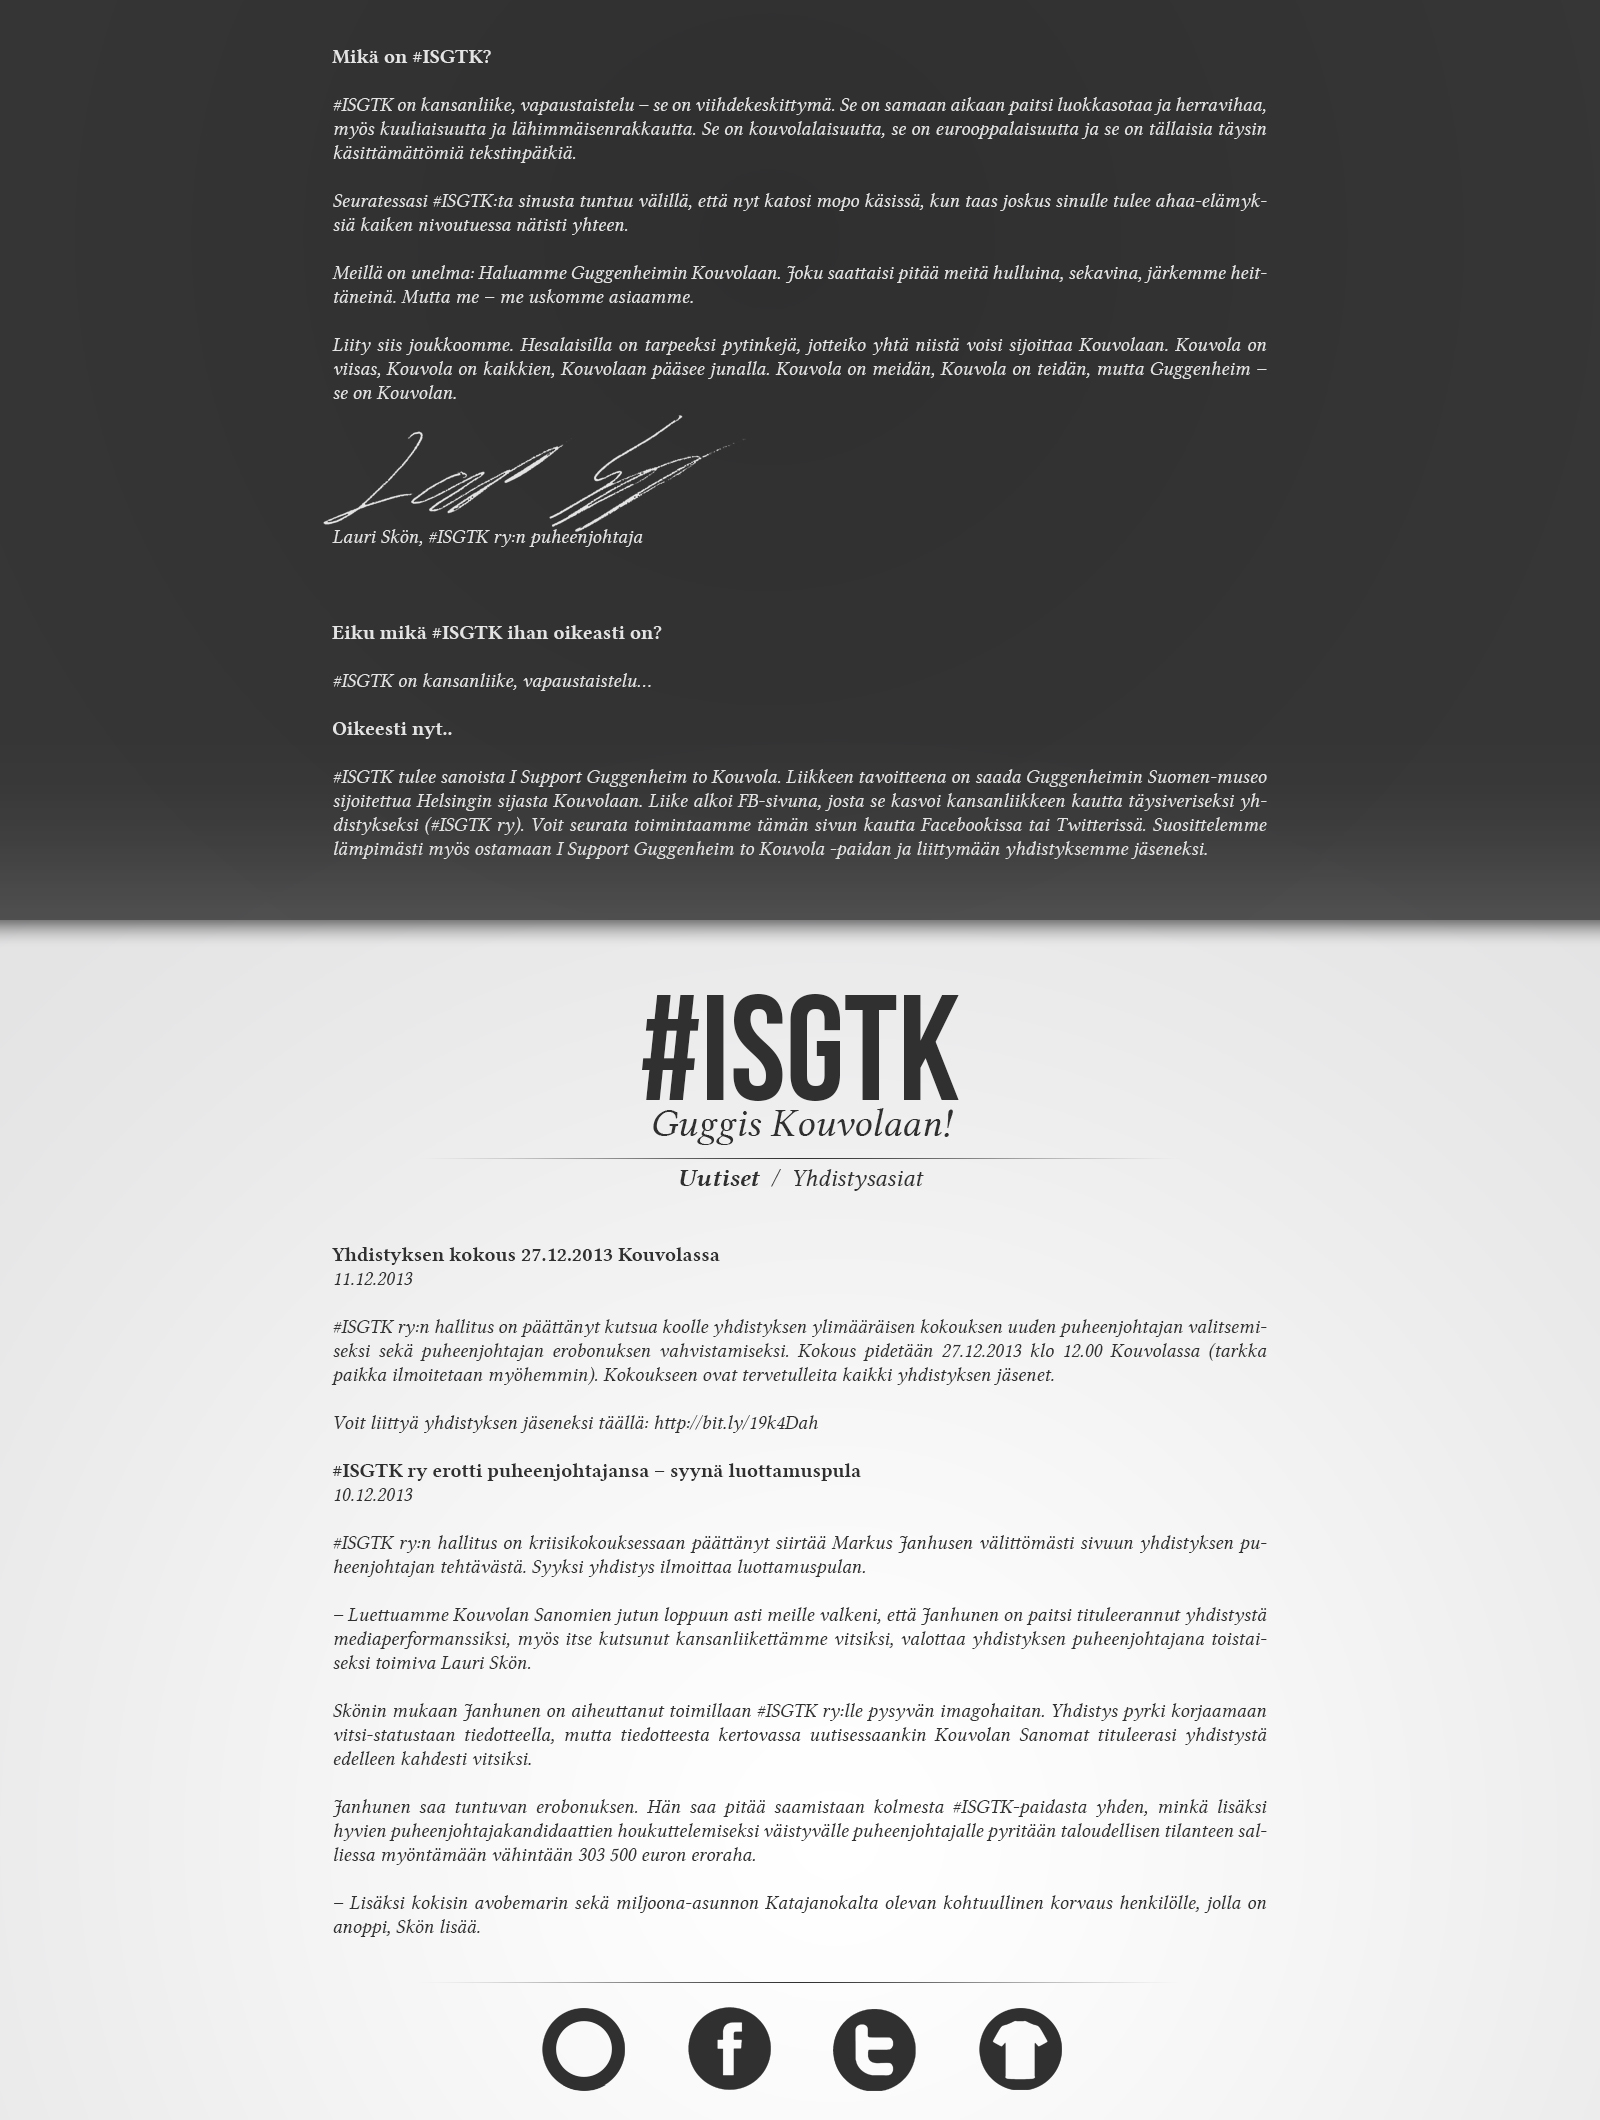 Mikä on #ISGTK?
#ISGTK on kansanliike, vapaustaistelu – se on viihdekeskittymä. Se on samaan aikaan paitsi luokkasotaa ja herravihaa,
myös kuuliaisuutta ja lähimmäisenrakkautta. Se on kouvolalaisuutta, se on eurooppalaisuutta ja se on tällaisia täysin
käsittämättömiä tekstinpätkiä.
Seuratessasi #ISGTK:ta sinusta tuntuu välillä, että nyt katosi mopo käsissä, kun taas joskus sinulle tulee ahaa-elämyk-
siä kaiken nivoutuessa nätisti yhteen.
Meillä on unelma: Haluamme Guggenheimin Kouvolaan. Joku saattaisi pitää meitä hulluina, sekavina, järkemme heit-
täneinä. Mutta me – me uskomme asiaamme.
Liity siis joukkoomme. Hesalaisilla on tarpeeksi pytinkejä, jotteiko yhtä niistä voisi sijoittaa Kouvolaan. Kouvola on
viisas, Kouvola on kaikkien, Kouvolaan pääsee junalla. Kouvola on meidän, Kouvola on teidän, mutta Guggenheim –
se on Kouvolan.
Lauri Skön, #ISGTK ry:n puheenjohtaja
Eiku mikä #ISGTK ihan oikeasti on?
#ISGTK on kansanliike, vapaustaistelu...
Oikeesti nyt..
#ISGTK tulee sanoista I Support Guggenheim to Kouvola. Liikkeen tavoitteena on saada Guggenheimin Suomen-museo
sijoitettua Helsingin sijasta Kouvolaan. Liike alkoi FB-sivuna, josta se kasvoi kansanliikkeen kautta täysiveriseksi yh-
distykseksi (#ISGTK ry). Voit seurata toimintaamme tämän sivun kautta Facebookissa tai Twitterissä. Suosittelemme
lämpimästi myös ostamaan I Support Guggenheim to Kouvola -paidan ja liittymään yhdistyksemme jäseneksi.
#ISGTK
Guggis Kouvolaan!
Uutiset / Yhdistysasiat
Yhdistyksen kokous 27.12.2013 Kouvolassa
11.12.2013
#ISGTK ry:n hallitus on päättänyt kutsua koolle yhdistyksen ylimääräisen kokouksen uuden puheenjohtajan valitsemi-
seksi sekä puheenjohtajan erobonuksen vahvistamiseksi. Kokous pidetään 27.12.2013 klo 12.00 Kouvolassa (tarkka
paikka ilmoitetaan myöhemmin). Kokoukseen ovat tervetulleita kaikki yhdistyksen jäsenet.
Voit liittyä yhdistyksen jäseneksi täällä: http://bit.ly/19k4Dah
#ISGTK ry erotti puheenjohtajansa – syynä luottamuspula
10.12.2013
#ISGTK ry:n hallitus on kriisikokouksessaan päättänyt siirtää Markus Janhusen välittömästi sivuun yhdistyksen pu-
heenjohtajan tehtävästä. Syyksi yhdistys ilmoittaa luottamuspulan.
– Luettuamme Kouvolan Sanomien jutun loppuun asti meille valkeni, että Janhunen on paitsi tituleerannut yhdistystä
mediaperformanssiksi, myös itse kutsunut kansanliikettämme vitsiksi, valottaa yhdistyksen puheenjohtajana toistai-
seksi toimiva Lauri Skön.
Skönin mukaan Janhunen on aiheuttanut toimillaan #ISGTK ry:lle pysyvän imagohaitan. Yhdistys pyrki korjaamaan
vitsi-statustaan tiedotteella, mutta tiedotteesta kertovassa uutisessaankin Kouvolan Sanomat tituleerasi yhdistystä
edelleen kahdesti vitsiksi.
Janhunen saa tuntuvan erobonuksen. Hän saa pitää saamistaan kolmesta #ISGTK-paidasta yhden, minkä lisäksi
hyvien puheenjohtajakandidaattien houkuttelemiseksi väistyvälle puheenjohtajalle pyritään taloudellisen tilanteen sal-
liessa myöntämään vähintään 303 500 euron eroraha.
– Lisäksi kokisin avobemarin sekä miljoona-asunnon Katajanokalta olevan kohtuullinen korvaus henkilölle, jolla on
anoppi, Skön lisää.